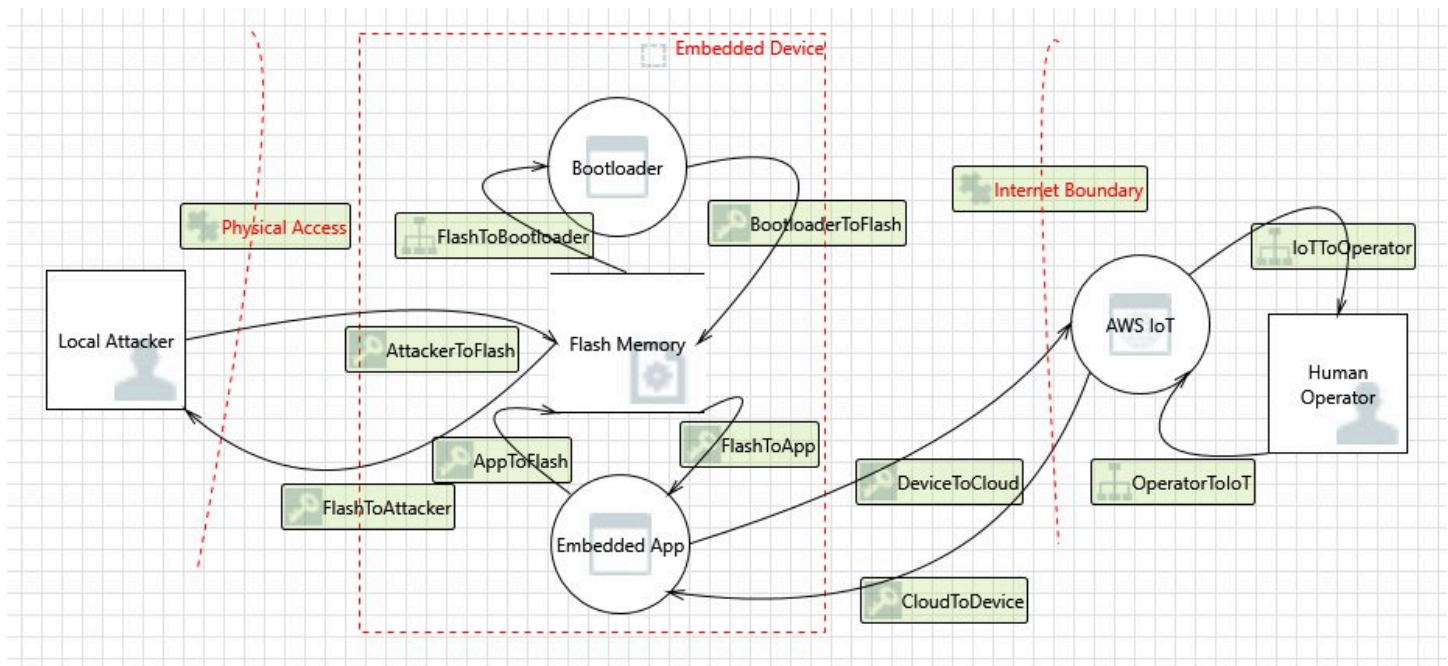 Embedded Device
Bootloader
Internet Boundary
Physical Access
FlashToBootloader
BootloaderToFlash
IoTToOperator
AWS IoT
Local Attacker
AttackerToFlash
Flash Memory
Human
Operator
FlashToApp
AppToFlash
DeviceToCloud
OperatorToIoT
FlashToAttacker
Embedded App
CloudToDevice